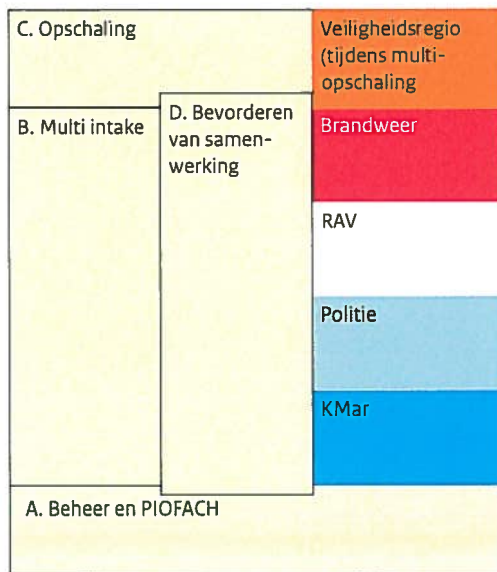 C. Opschaling
Veiligheidsregio
(tijdens multi-
opschaling
B. Multi intake
D. Bevorderen
van samen-
werking
Brandweer
RAV
Politie
KMar
A. Beheer en PIOFACH